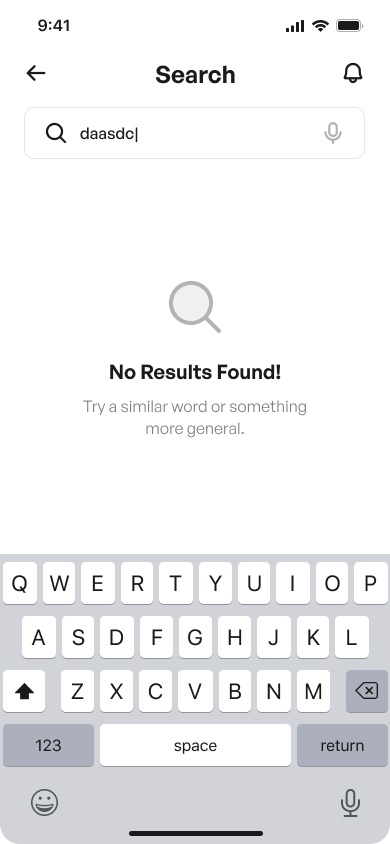 9:41
Search
daasdc
No Results Found!
Try a similar word or something
more general.
Q W E R T Y U I O P
A S D F G H J K L
Z X C V B N M
123 space return